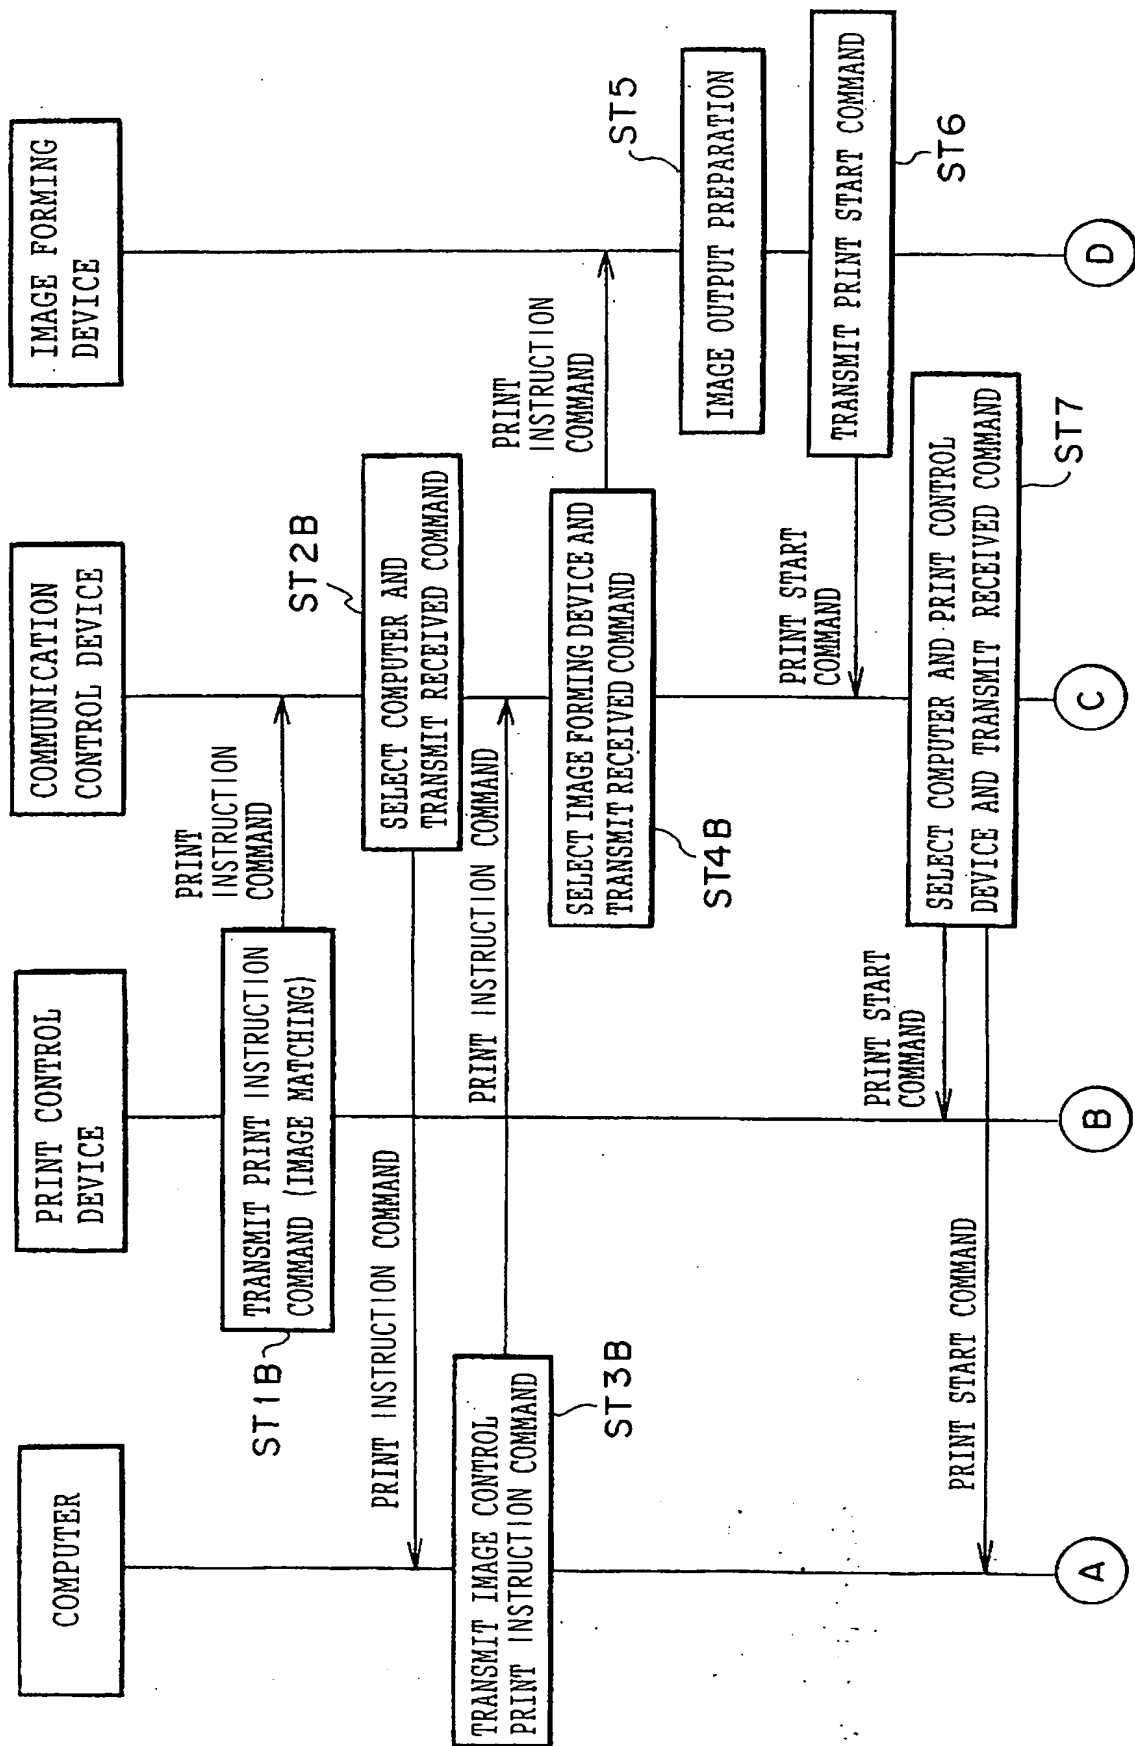 COMPUTER
PRINT CONTROL
DEVICE
COMMUNICATION
CONTROL DEVICE
IMAGE FORMING
DEVICE
TRANSMIT PRINT INSTRUCTION
COMMAND (IMAGE MATCHING)
ST1B
PRINT
INSTRUCTION
COMMAND
ST2B
SELECT COMPUTER AND
TRANSMIT RECEIVED COMMAND
PRINT INSTRUCTION COMMAND
TRANSMIT IMAGE CONTROL
PRINT INSTRUCTION COMMAND
ST3B
PRINT INSTRUCTION COMMAND
SELECT IMAGE FORMING DEVICE AND
TRANSMIT RECEIVED COMMAND
ST4B
PRINT
INSTRUCTION
COMMAND
ST5
IMAGE OUTPUT PREPARATION
TRANSMIT PRINT START COMMAND
ST6
PRINT START
COMMAND
SELECT COMPUTER AND PRINT CONTROL
DEVICE AND TRANSMIT RECEIVED COMMAND
ST7
PRINT START
COMMAND
PRINT START COMMAND
A
B
C
D